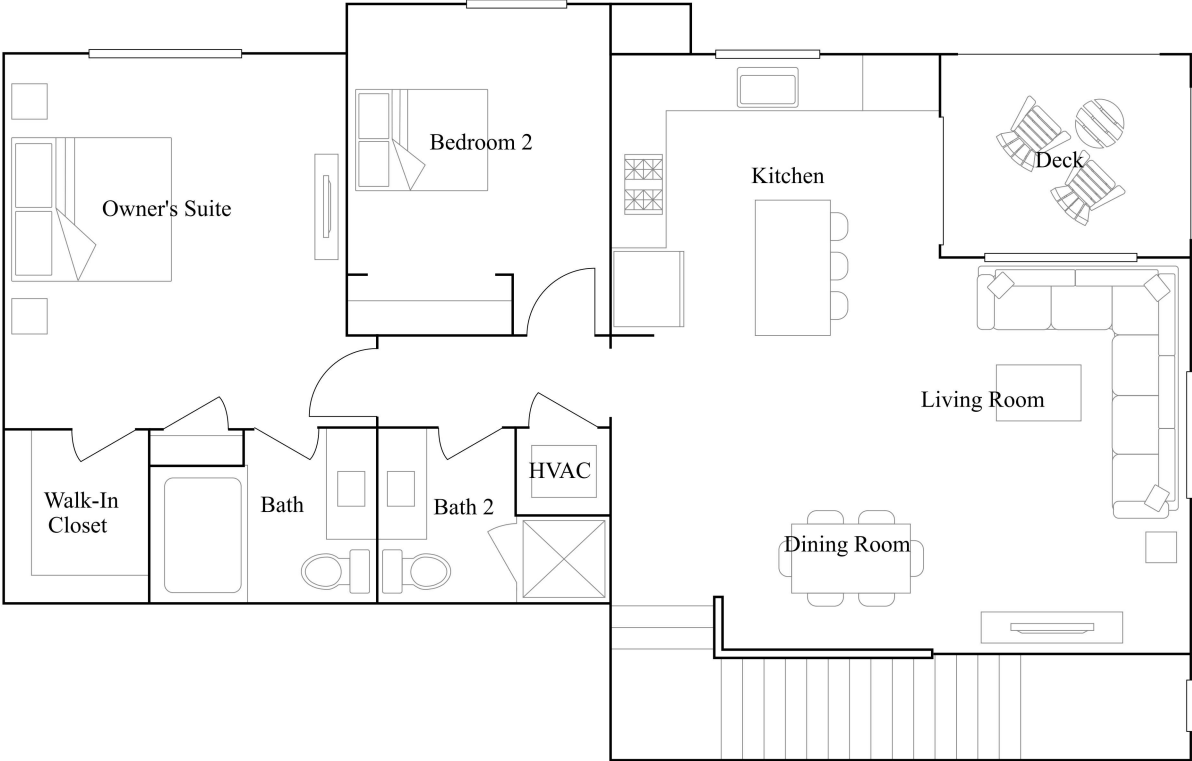 Bedroom 2
Deck
Kitchen
Owner's Suite
Living Room
HVAC
Walk-In
Closet
Bath
Bath 2
Dining Room